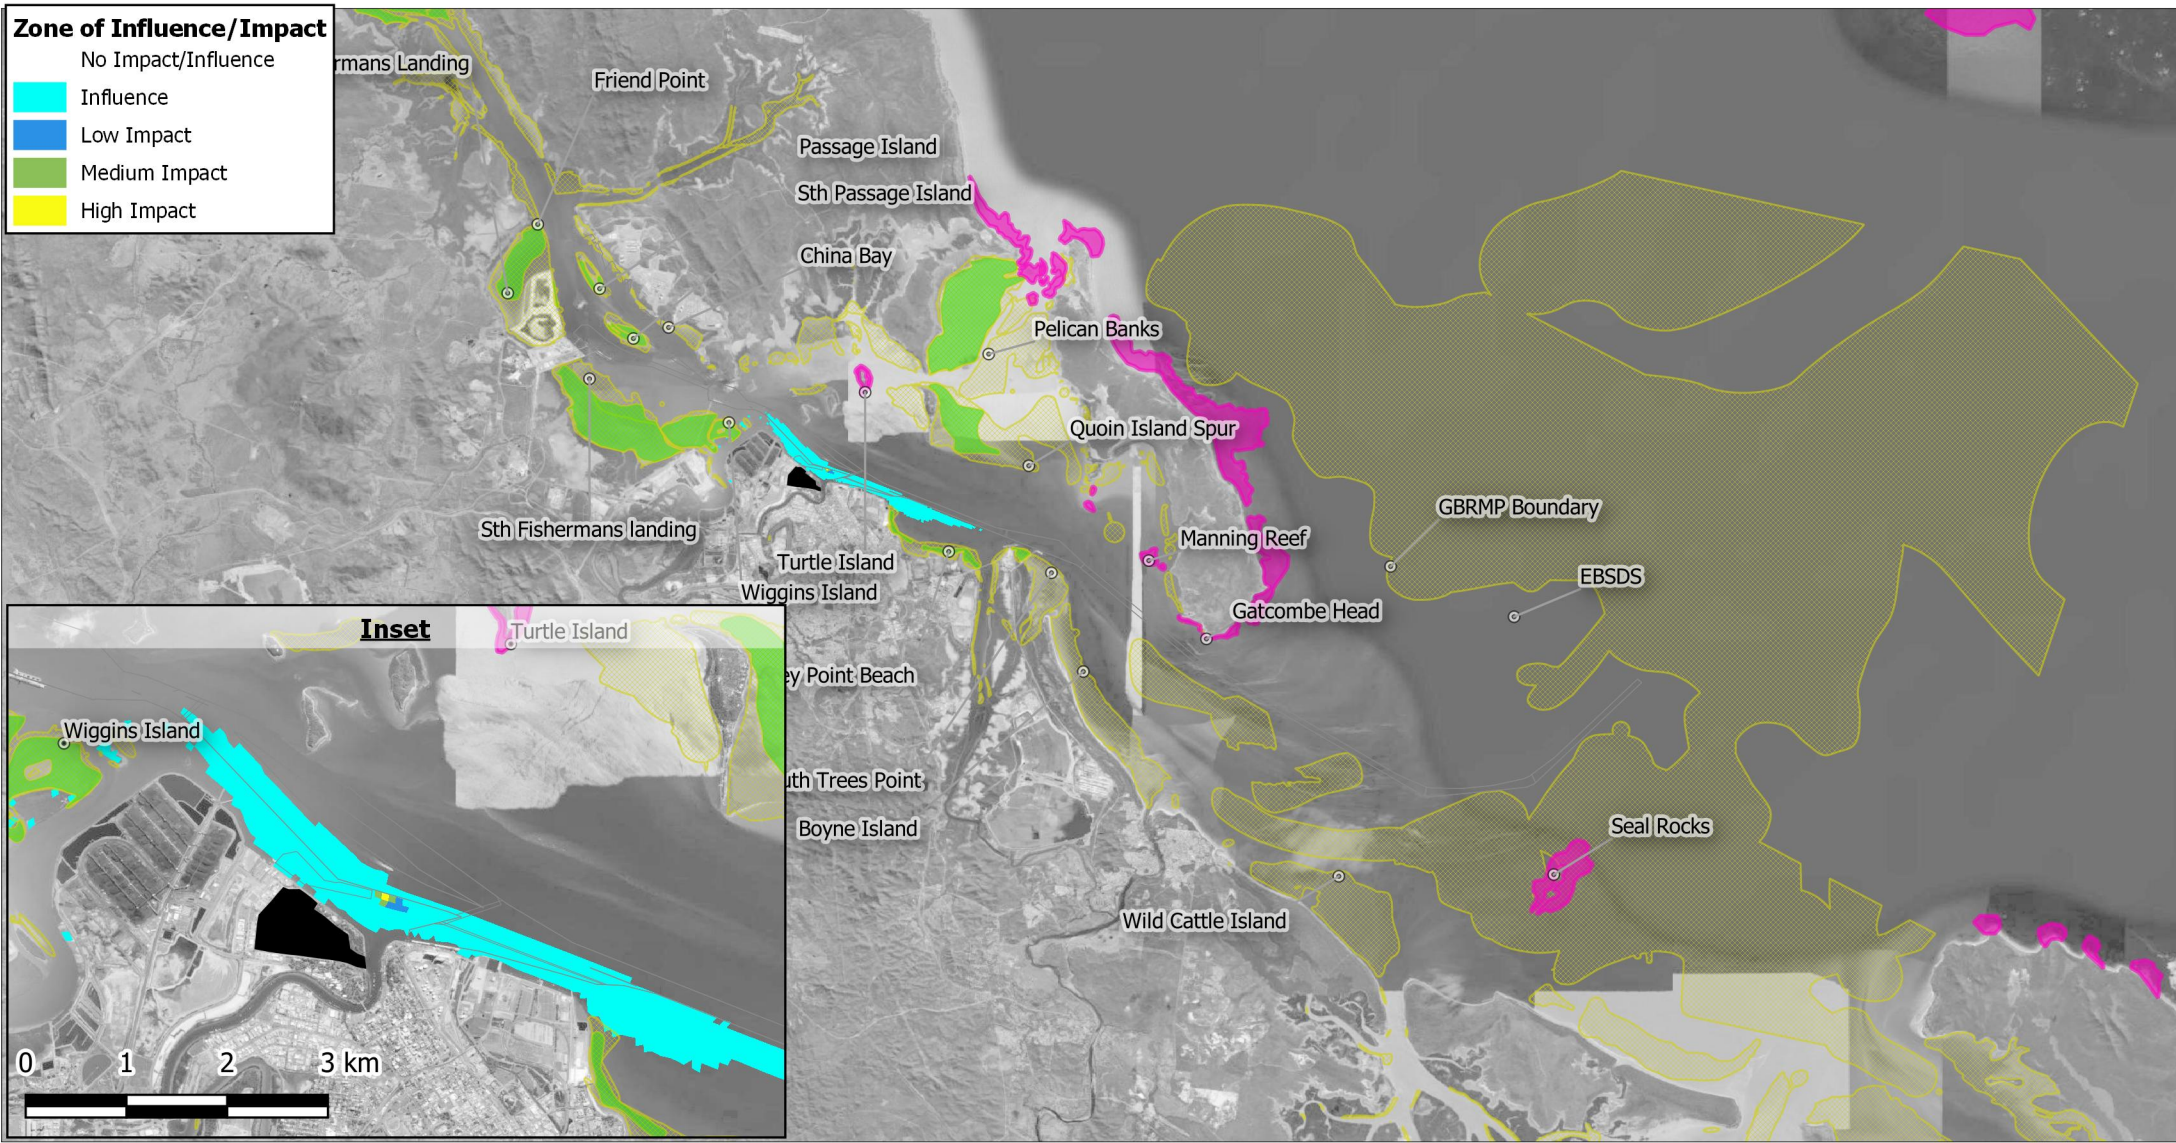 Zone of Influence/Impact
No Impact/Influence
Influence
Low Impact
Medium Impact
High Impact
rmans Landing
Friend Point
Passage Island
Sth Passage Island
China Bay
Pelican Banks
Quoin Island Spur
GBRMP Boundary
Sth Fishermans landing
Manning Reef
Turtle Island
EBSDS
Wiggins Island
Gatcombe Head
ey Point Beach
uth Trees Point
Boyne Island
Seal Rocks
Wild Cattle Island
Inset
Turtle Island
Wiggins Island
0 1 2 3 km